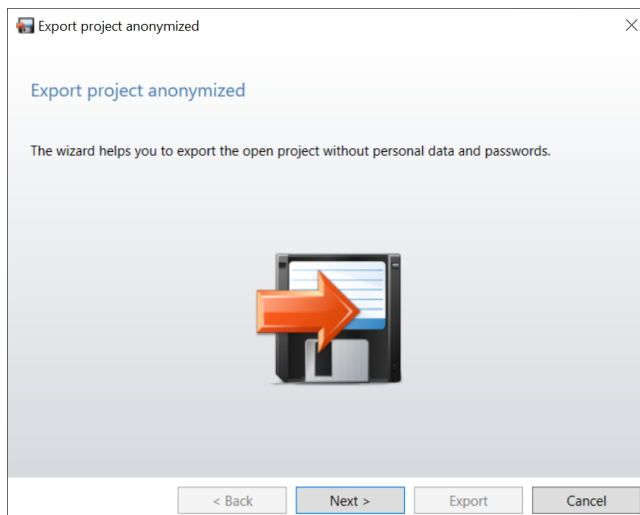 Export project anonymized
Export project anonymized
The wizard helps you to export the open project without personal data and passwords.
< Back Next > Export Cancel